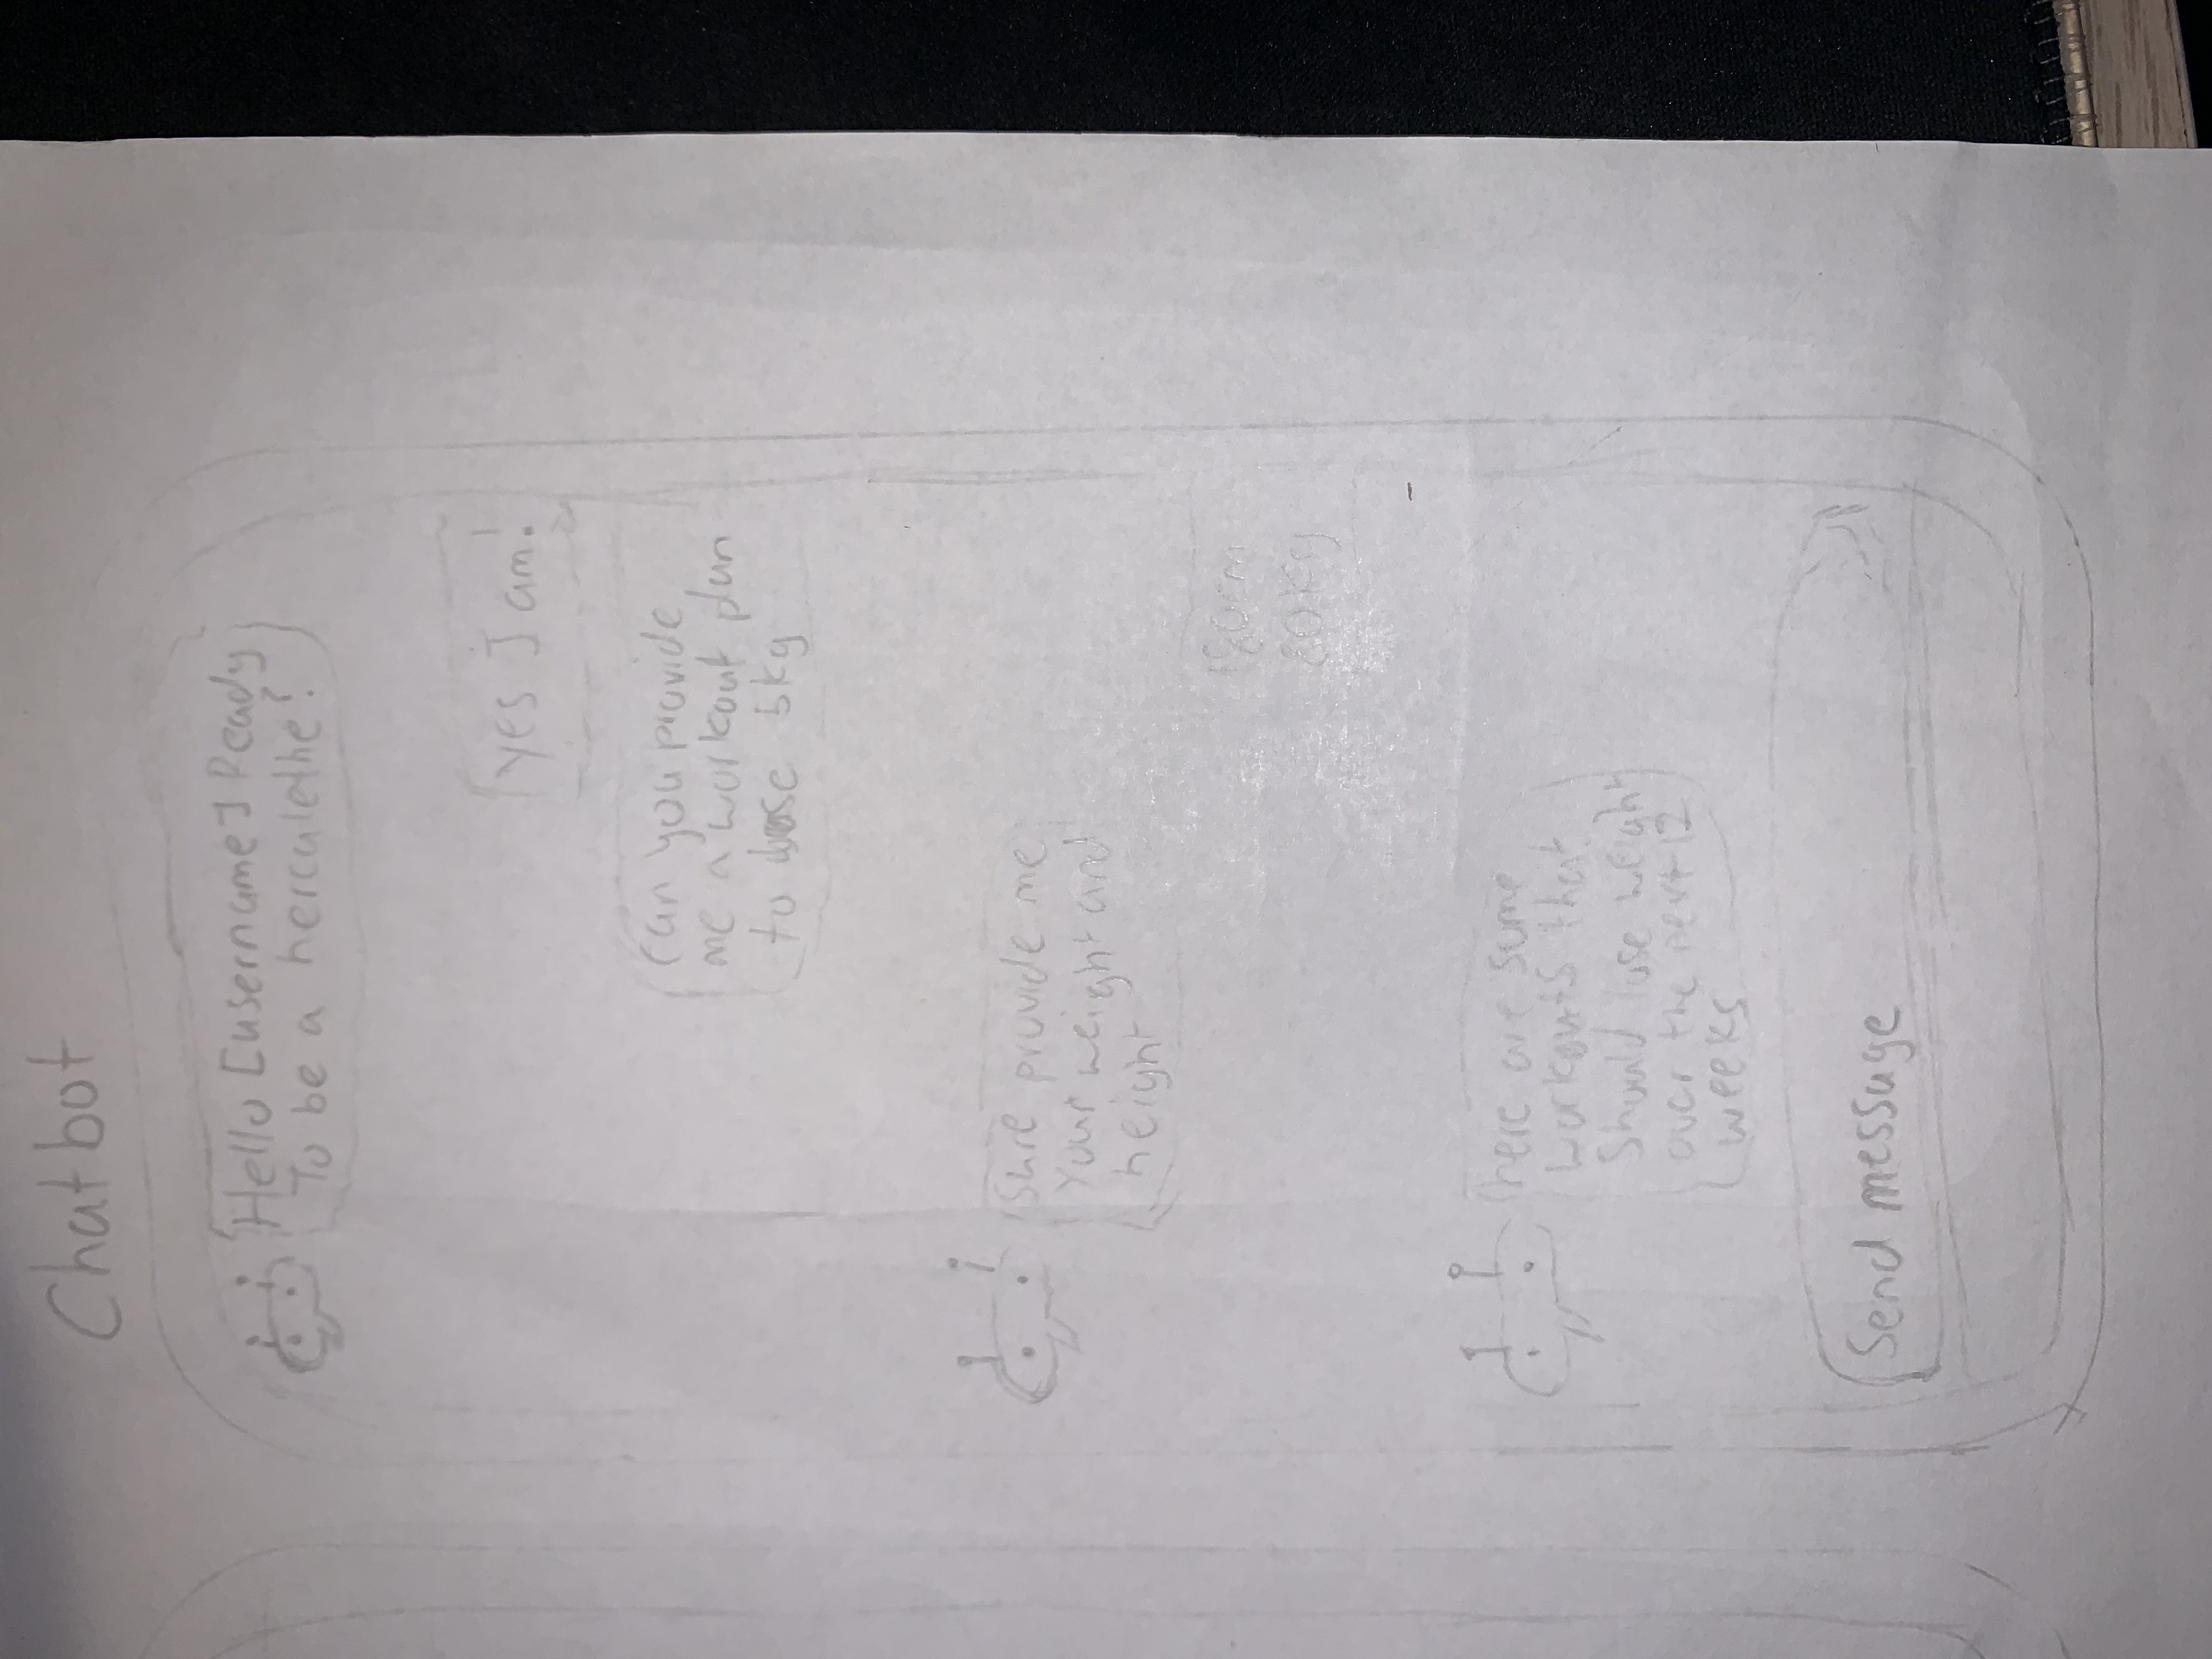 Chatbot
Hello [username] Ready
To be a herculethe?
yes I am!
can you provide
me a workout plan
to lose 5kg
Sure provide me
Your weight and
height
180cm
80kg
here are some
workouts that
Should lose weight
over the next 12
weeks
Send message